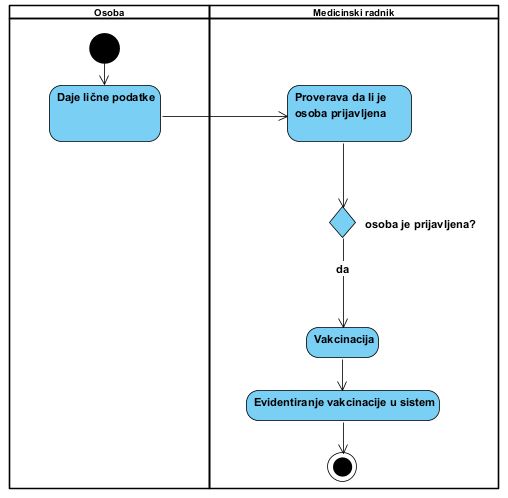 Osoba
Medicinski radnik
Daje lične podatke
Proverava da li je
osoba prijavljena
osoba je prijavljena?
da
Vakcinacija
Evidentiranje vakcinacije u sistem